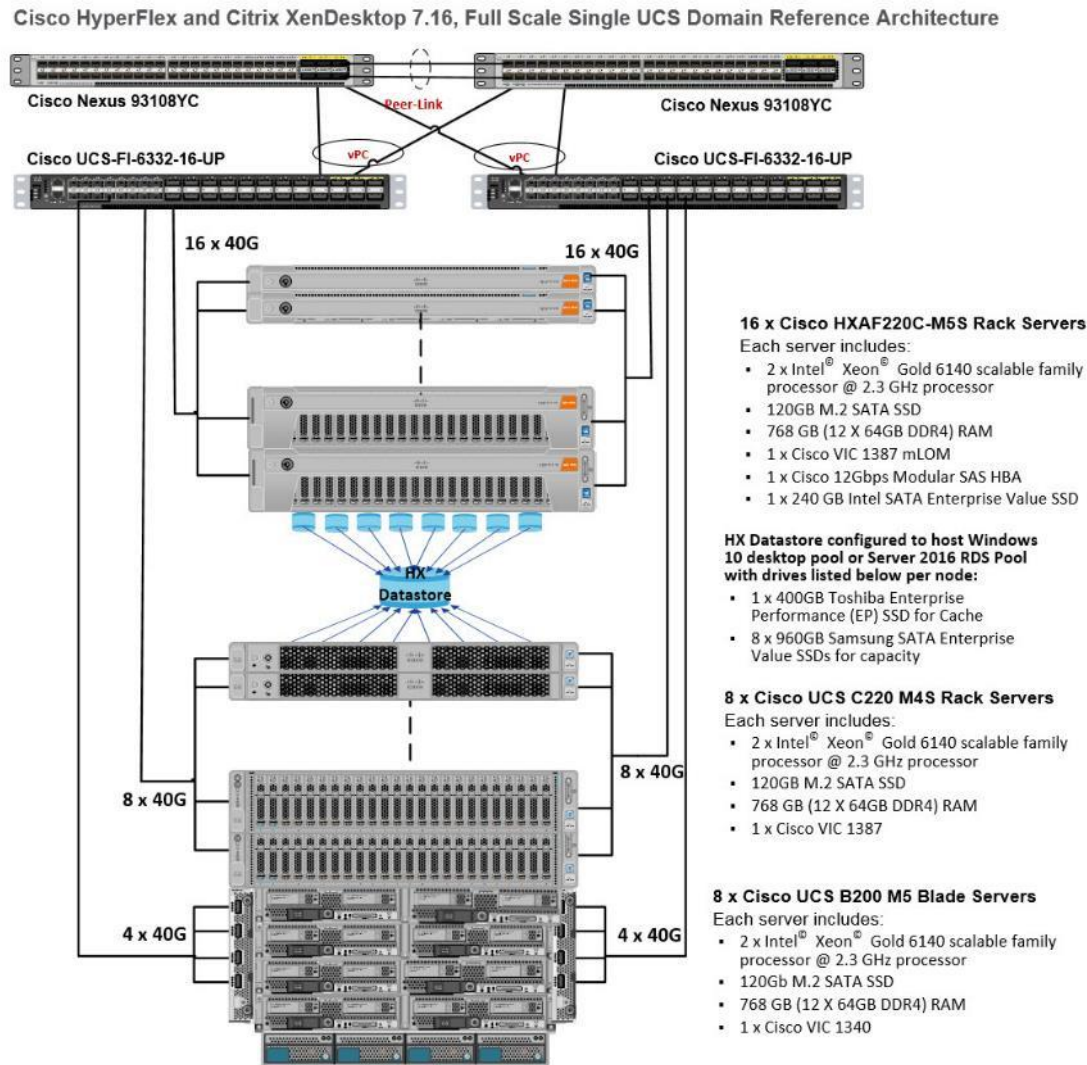 Cisco HyperFlex and Citrix XenDesktop 7.16, Full Scale Single UCS Domain Reference Architecture
Cisco Nexus 93108YC
Peer-Link
Cisco Nexus 93108YC
Cisco UCS-FI-6332-16-UP
vPC
vPC
Cisco UCS-FI-6332-16-UP
16 x 40G
16 x 40G
16 x Cisco HXAF220C-M5S Rack Servers
Each server includes:
▪ 2 x Intel® Xeon® Gold 6140 scalable family
processor @ 2.3 GHz processor
▪ 120GB M.2 SATA SSD
▪ 768 GB (12 X 64GB DDR4) RAM
▪ 1 x Cisco VIC 1387 mLOM
▪ 1 x Cisco 12Gbps Modular SAS HBA
▪ 1 x 240 GB Intel SATA Enterprise Value SSD
HX Datastore configured to host Windows
10 desktop pool or Server 2016 RDS Pool
with drives listed below per node:
▪ 1 x 400GB Toshiba Enterprise
Performance (EP) SSD for Cache
▪ 8 x 960GB Samsung SATA Enterprise
Value SSDs for capacity
HX
Datastore
8 x Cisco UCS C220 M4S Rack Servers
Each server includes:
▪ 2 x Intel® Xeon® Gold 6140 scalable family
processor @ 2.3 GHz processor
▪ 120GB M.2 SATA SSD
▪ 768 GB (12 X 64GB DDR4) RAM
▪ 1 x Cisco VIC 1387
8 x 40G
8 x 40G
8 x Cisco UCS B200 M5 Blade Servers
Each server includes:
▪ 2 x Intel® Xeon® Gold 6140 scalable family
processor @ 2.3 GHz processor
▪ 120Gb M.2 SATA SSD
▪ 768 GB (12 X 64GB DDR4) RAM
▪ 1 x Cisco VIC 1340
4 x 40G
4 x 40G